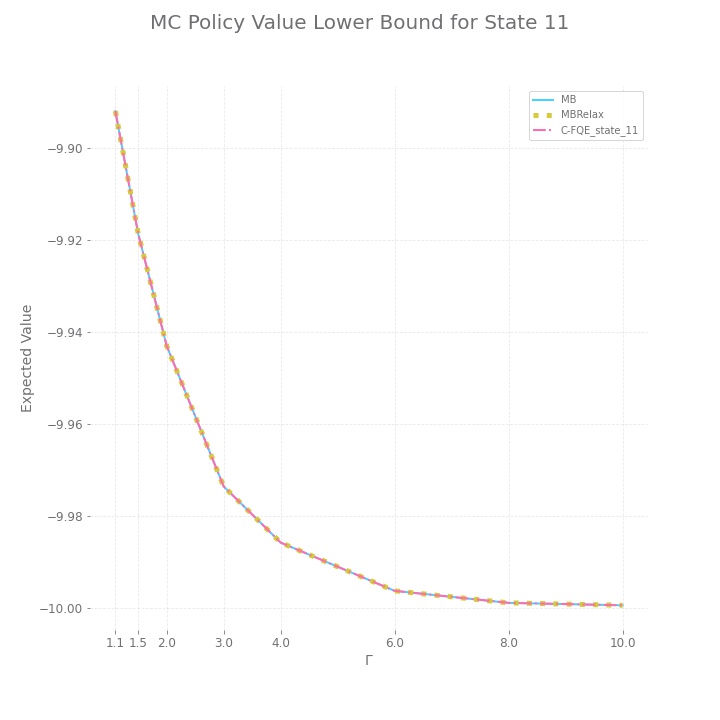 MC Policy Value Lower Bound for State 11
MB
MBRelax
C-FQE_state_11
−9.90
−9.92
−9.94
−9.96
−9.98
−10.00
Expected Value
1.1 1.5 2.0 3.0 4.0 6.0 8.0 10.0
Γ